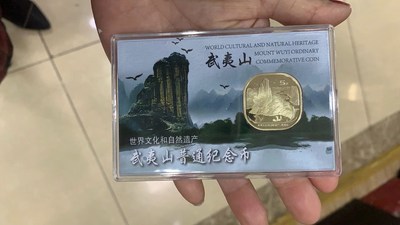 WORLD CULTURAL AND NATURAL HERITAGE
MOUNT WUYI ORDINARY
COMMEMORATIVE COIN
武夷山
世界文化和自然遗产
武夷山普通纪念币